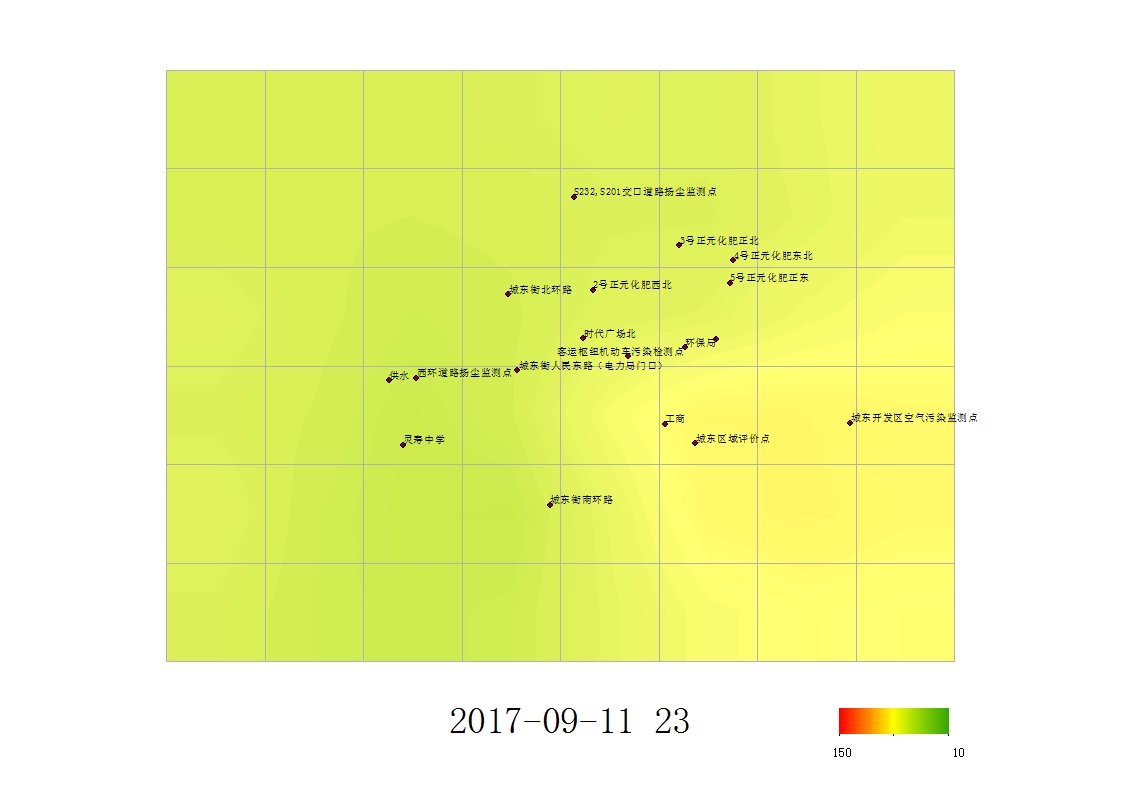 S232,S201交口道路扬尘监测点
3号正元化肥正北
4号正元化肥东北
5号正元化肥正东
城东街北环路
2号正元化肥西北
时代广场北
环保局
客运枢纽机动车污染检测点
城东街人民东路（电力局门口）
供水
西环道路扬尘监测点
工商
城东开发区空气污染监测点
城东区域评价点
灵寿中学
城东街南环路
2017-09-11 23
150
10